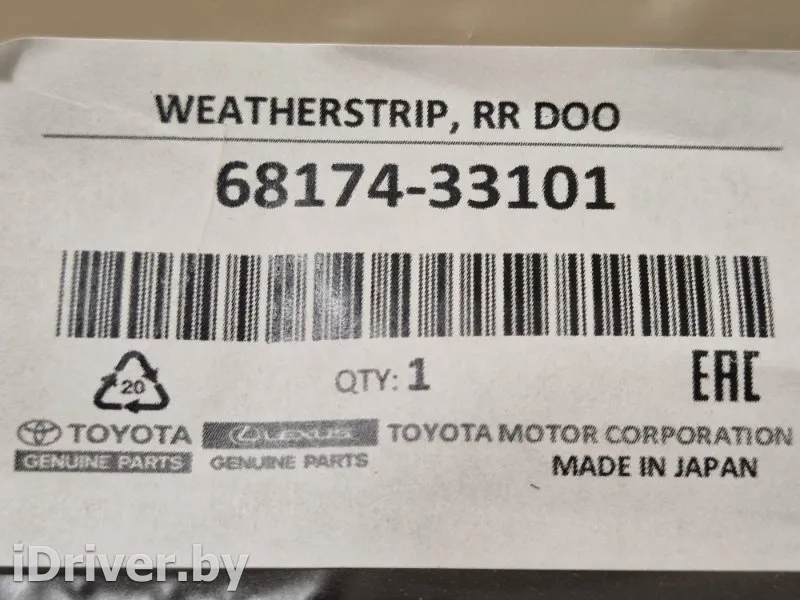 WEATHERSTRIP, RR DOO
68174-33101
20
QTY: 1
EAC
TOYOTA LEXUS TOYOTA MOTOR CORPORATION
GENUINE PARTS GENUINE PARTS MADE IN JAPAN
iDriver.by